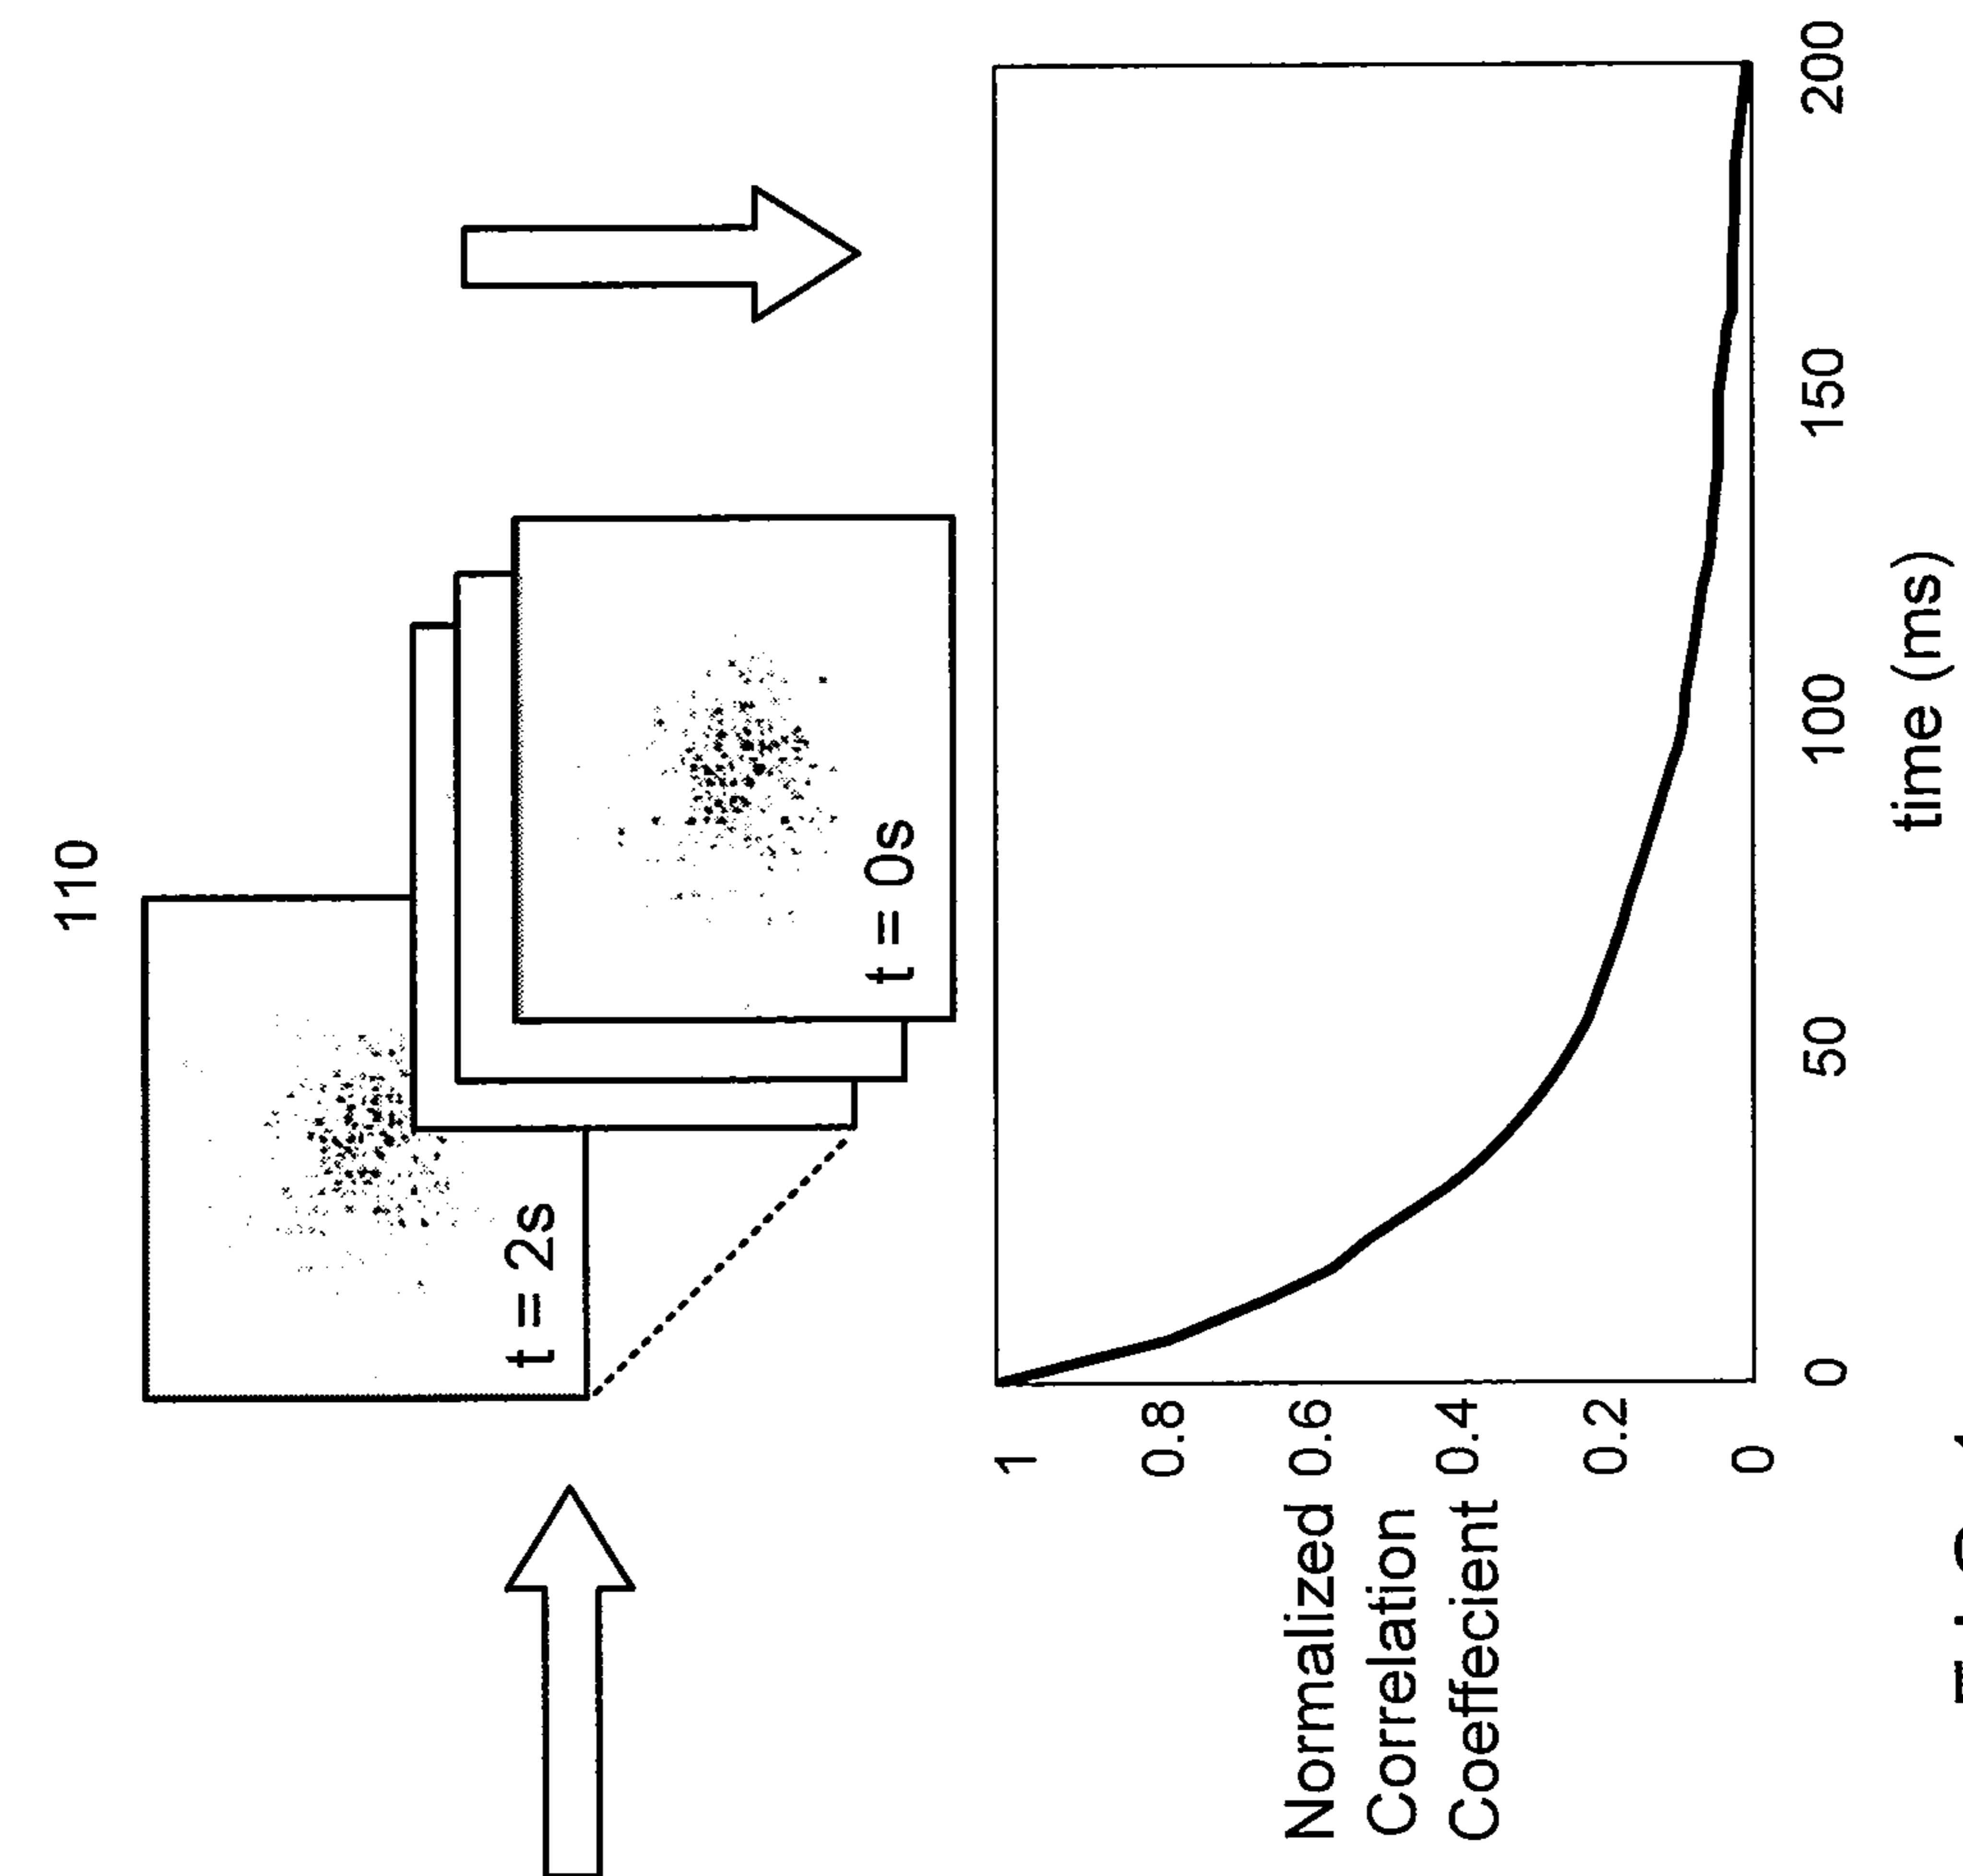 110
t = 2s
t = 0s
Normalized
Correlation
Coeffecient
1
0.8
0.6
0.4
0.2
0
0
50
100
150
200
time (ms)